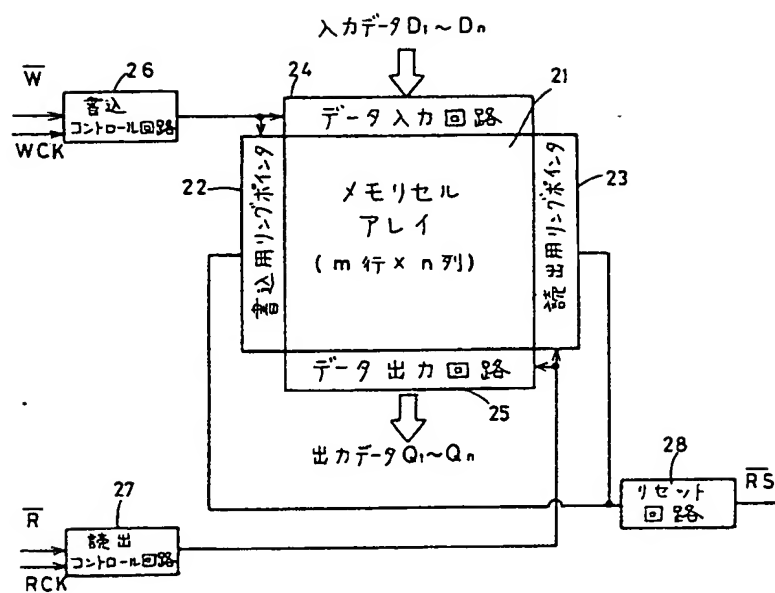 入力データD1～Dn
W
26
24
21
書込
コントロール回路
WCK
データ入力回路
22
23
書込用リングポインタ
メモリセル
アレイ
(m行×n列)
読出用リングポインタ
データ出力回路
25
出力データQ1～Qn
28
リセット
回路
RS
27
R
読出
コントロール回路
RCK